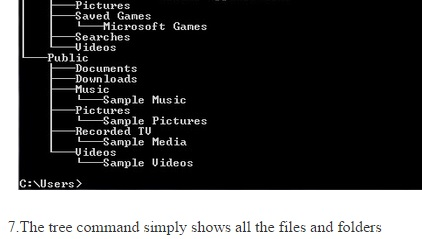 Pictures
Saved Games
Microsoft Games
Searches
Videos
Public
Documents
Downloads
Music
Sample Music
Pictures
Sample Pictures
Recorded TV
Sample Media
Videos
Sample Videos
C:\Users>
7.The tree command simply shows all the files and folders